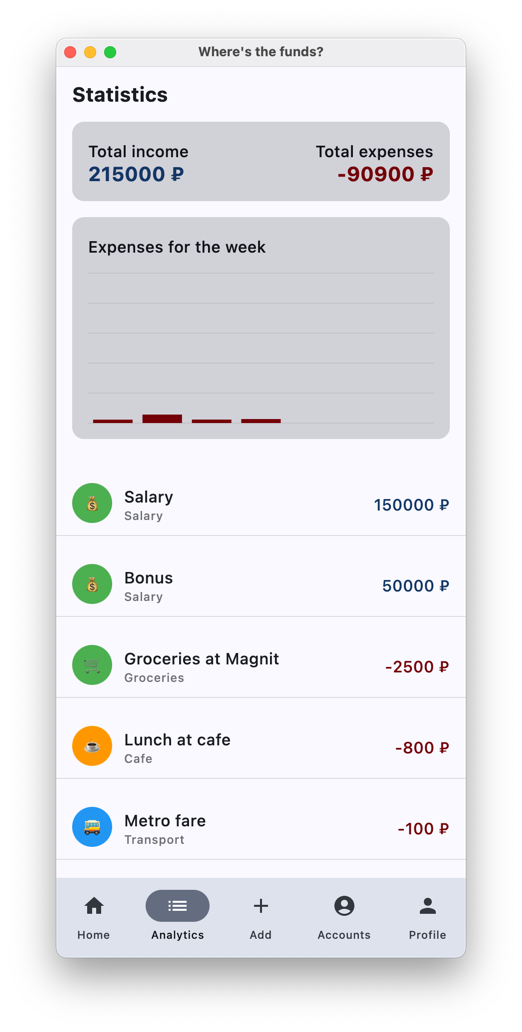 Where's the funds?
Statistics
Total income
Total expenses
215000 ₽
-90900 ₽
Expenses for the week
Salary
Salary
150000 ₽
Bonus
Salary
50000 ₽
Groceries at Magnit
Groceries
-2500 ₽
Lunch at cafe
Cafe
-800 ₽
Metro fare
Transport
-100 ₽
Home
Analytics
Add
Accounts
Profile